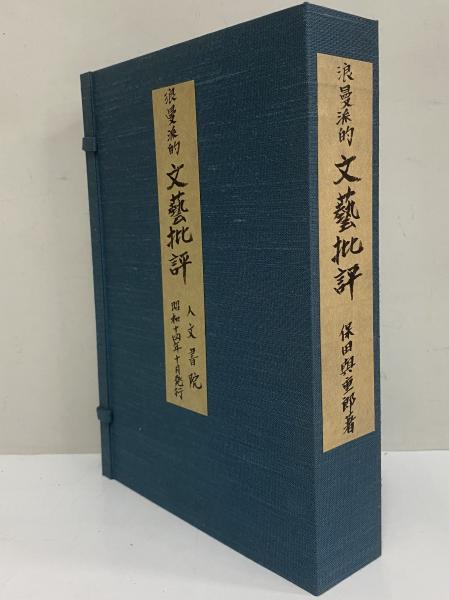 浪曼派的
文藝批評
人文書院
昭和十四年十月発行
浪曼派的
文藝批評
保田與重郎著